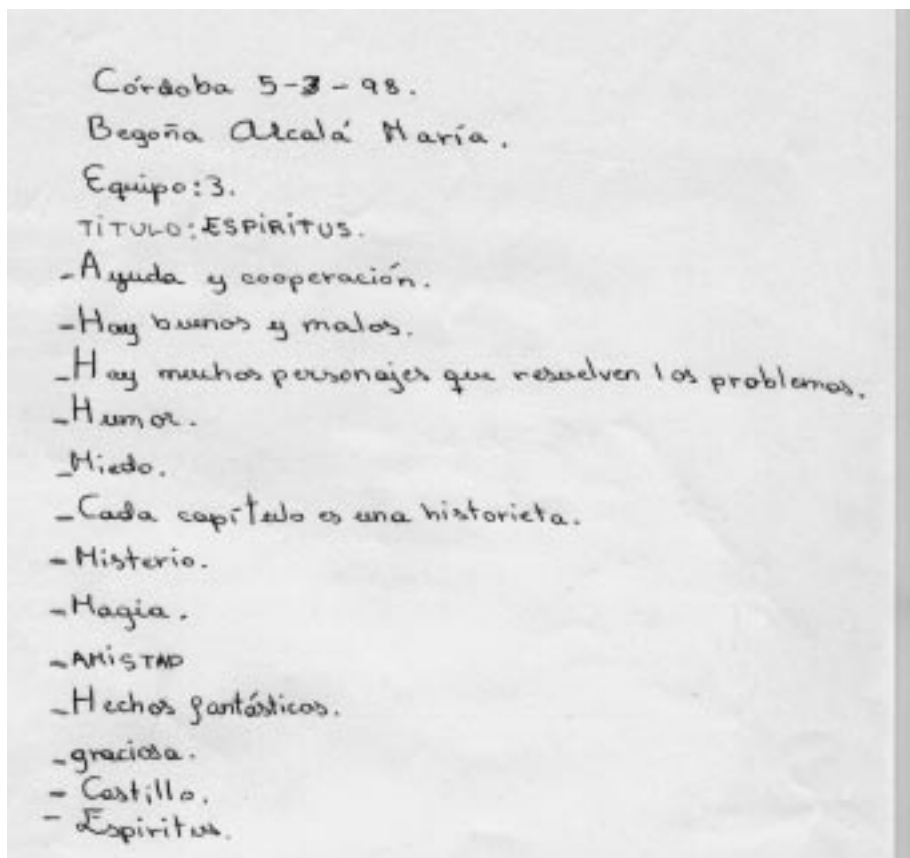 Córdoba 5-3-98.
Begoña Alcalá María.
Equipo:3.
TÍTULO: ESPIRITUS.
-Ayuda y cooperación.
-Hay buenos y malos.
-Hay muchos personajes que resuelven los problemas.
-Humor.
-Miedo.
-Cada capítulo es una historieta.
-Misterio.
-Magia.
-AMISTAD
-Hechos fantásticos.
-graciosa.
-Castillo.
-Espiritus.